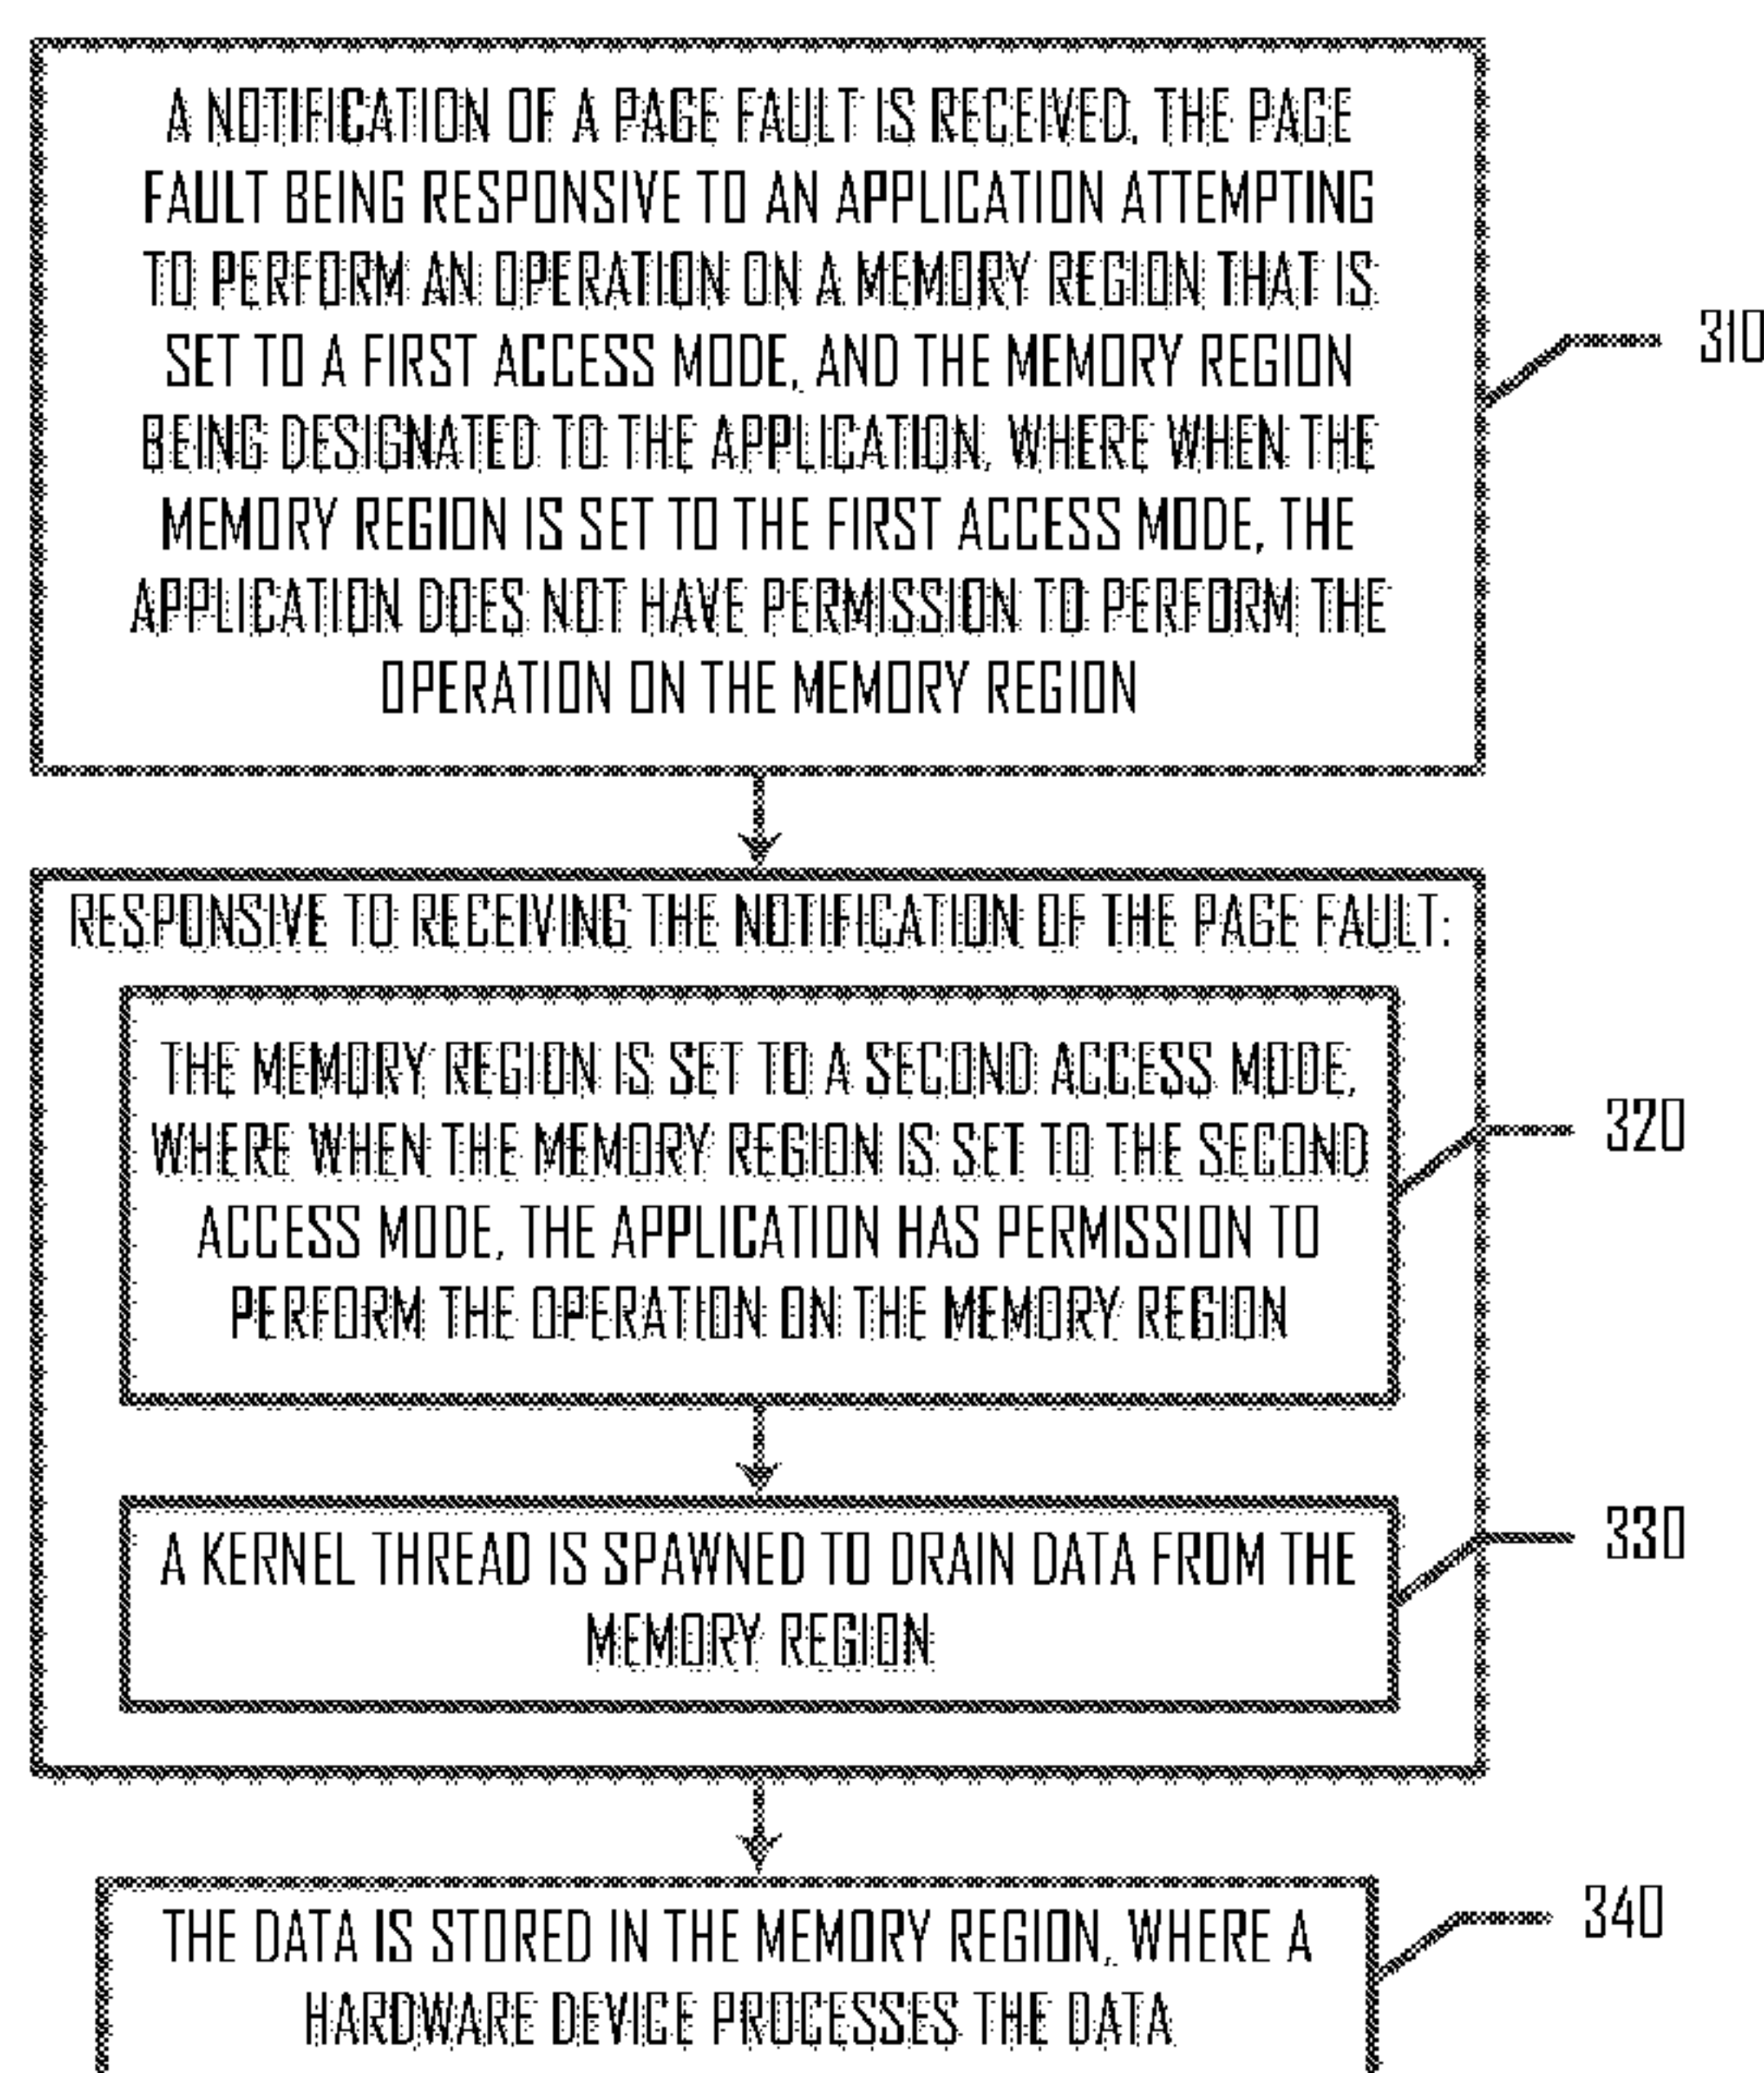 A NOTIFICATION OF A PAGE FAULT IS RECEIVED, THE PAGE
FAULT BEING RESPONSIVE TO AN APPLICATION ATTEMPTING
TO PERFORM AN OPERATION ON A MEMORY REGION THAT IS
SET TO A FIRST ACCESS MODE, AND THE MEMORY REGION
BEING DESIGNATED TO THE APPLICATION, WHERE WHEN THE
MEMORY REGION IS SET TO THE FIRST ACCESS MODE, THE
APPLICATION DOES NOT HAVE PERMISSION TO PERFORM THE
OPERATION ON THE MEMORY REGION
310
RESPONSIVE TO RECEIVING THE NOTIFICATION OF THE PAGE FAULT:
THE MEMORY REGION IS SET TO A SECOND ACCESS MODE,
WHERE WHEN THE MEMORY REGION IS SET TO THE SECOND
ACCESS MODE, THE APPLICATION HAS PERMISSION TO
PERFORM THE OPERATION ON THE MEMORY REGION
320
A KERNEL THREAD IS SPAWNED TO DRAIN DATA FROM THE
MEMORY REGION
330
THE DATA IS STORED IN THE MEMORY REGION, WHERE A
HARDWARE DEVICE PROCESSES THE DATA
340